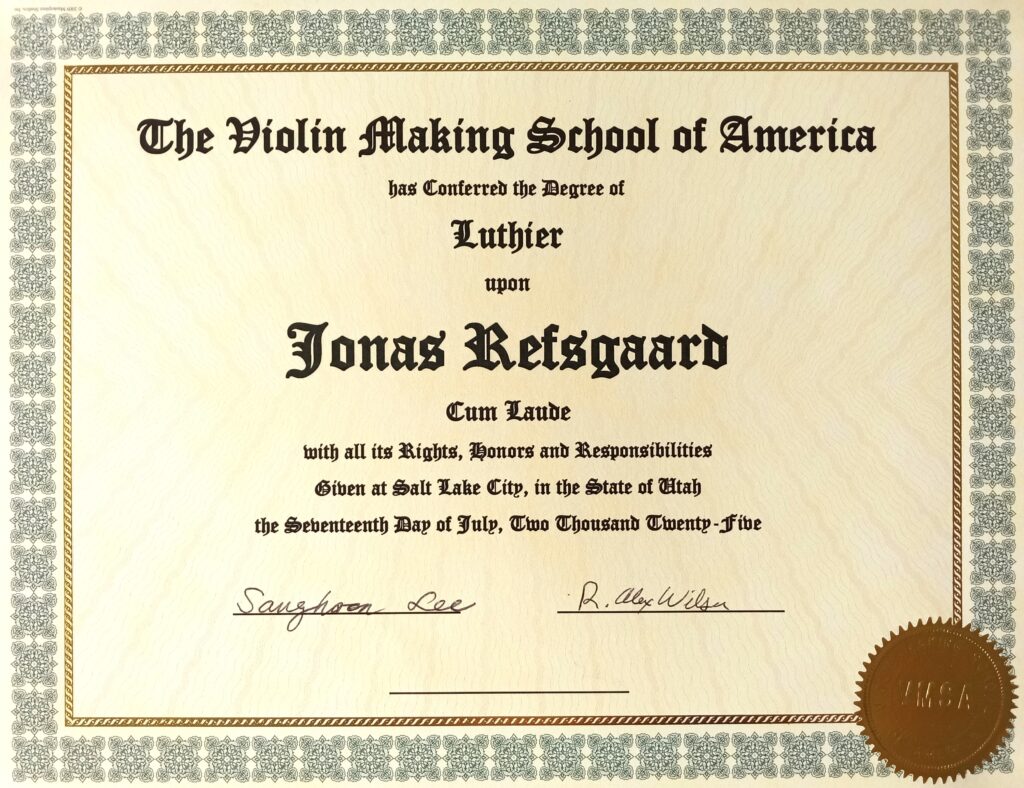 The Violin Making School of America
has Conferred the Degree of
Luthier
upon
Jonas Refsgaard
Cum Laude
with all its Rights, Honors and Responsibilities
Given at Salt Lake City, in the State of Utah
the Seventeenth Day of July, Two Thousand Twenty-Five
Sanghoon Lee R. Alex Wilson
VMSA